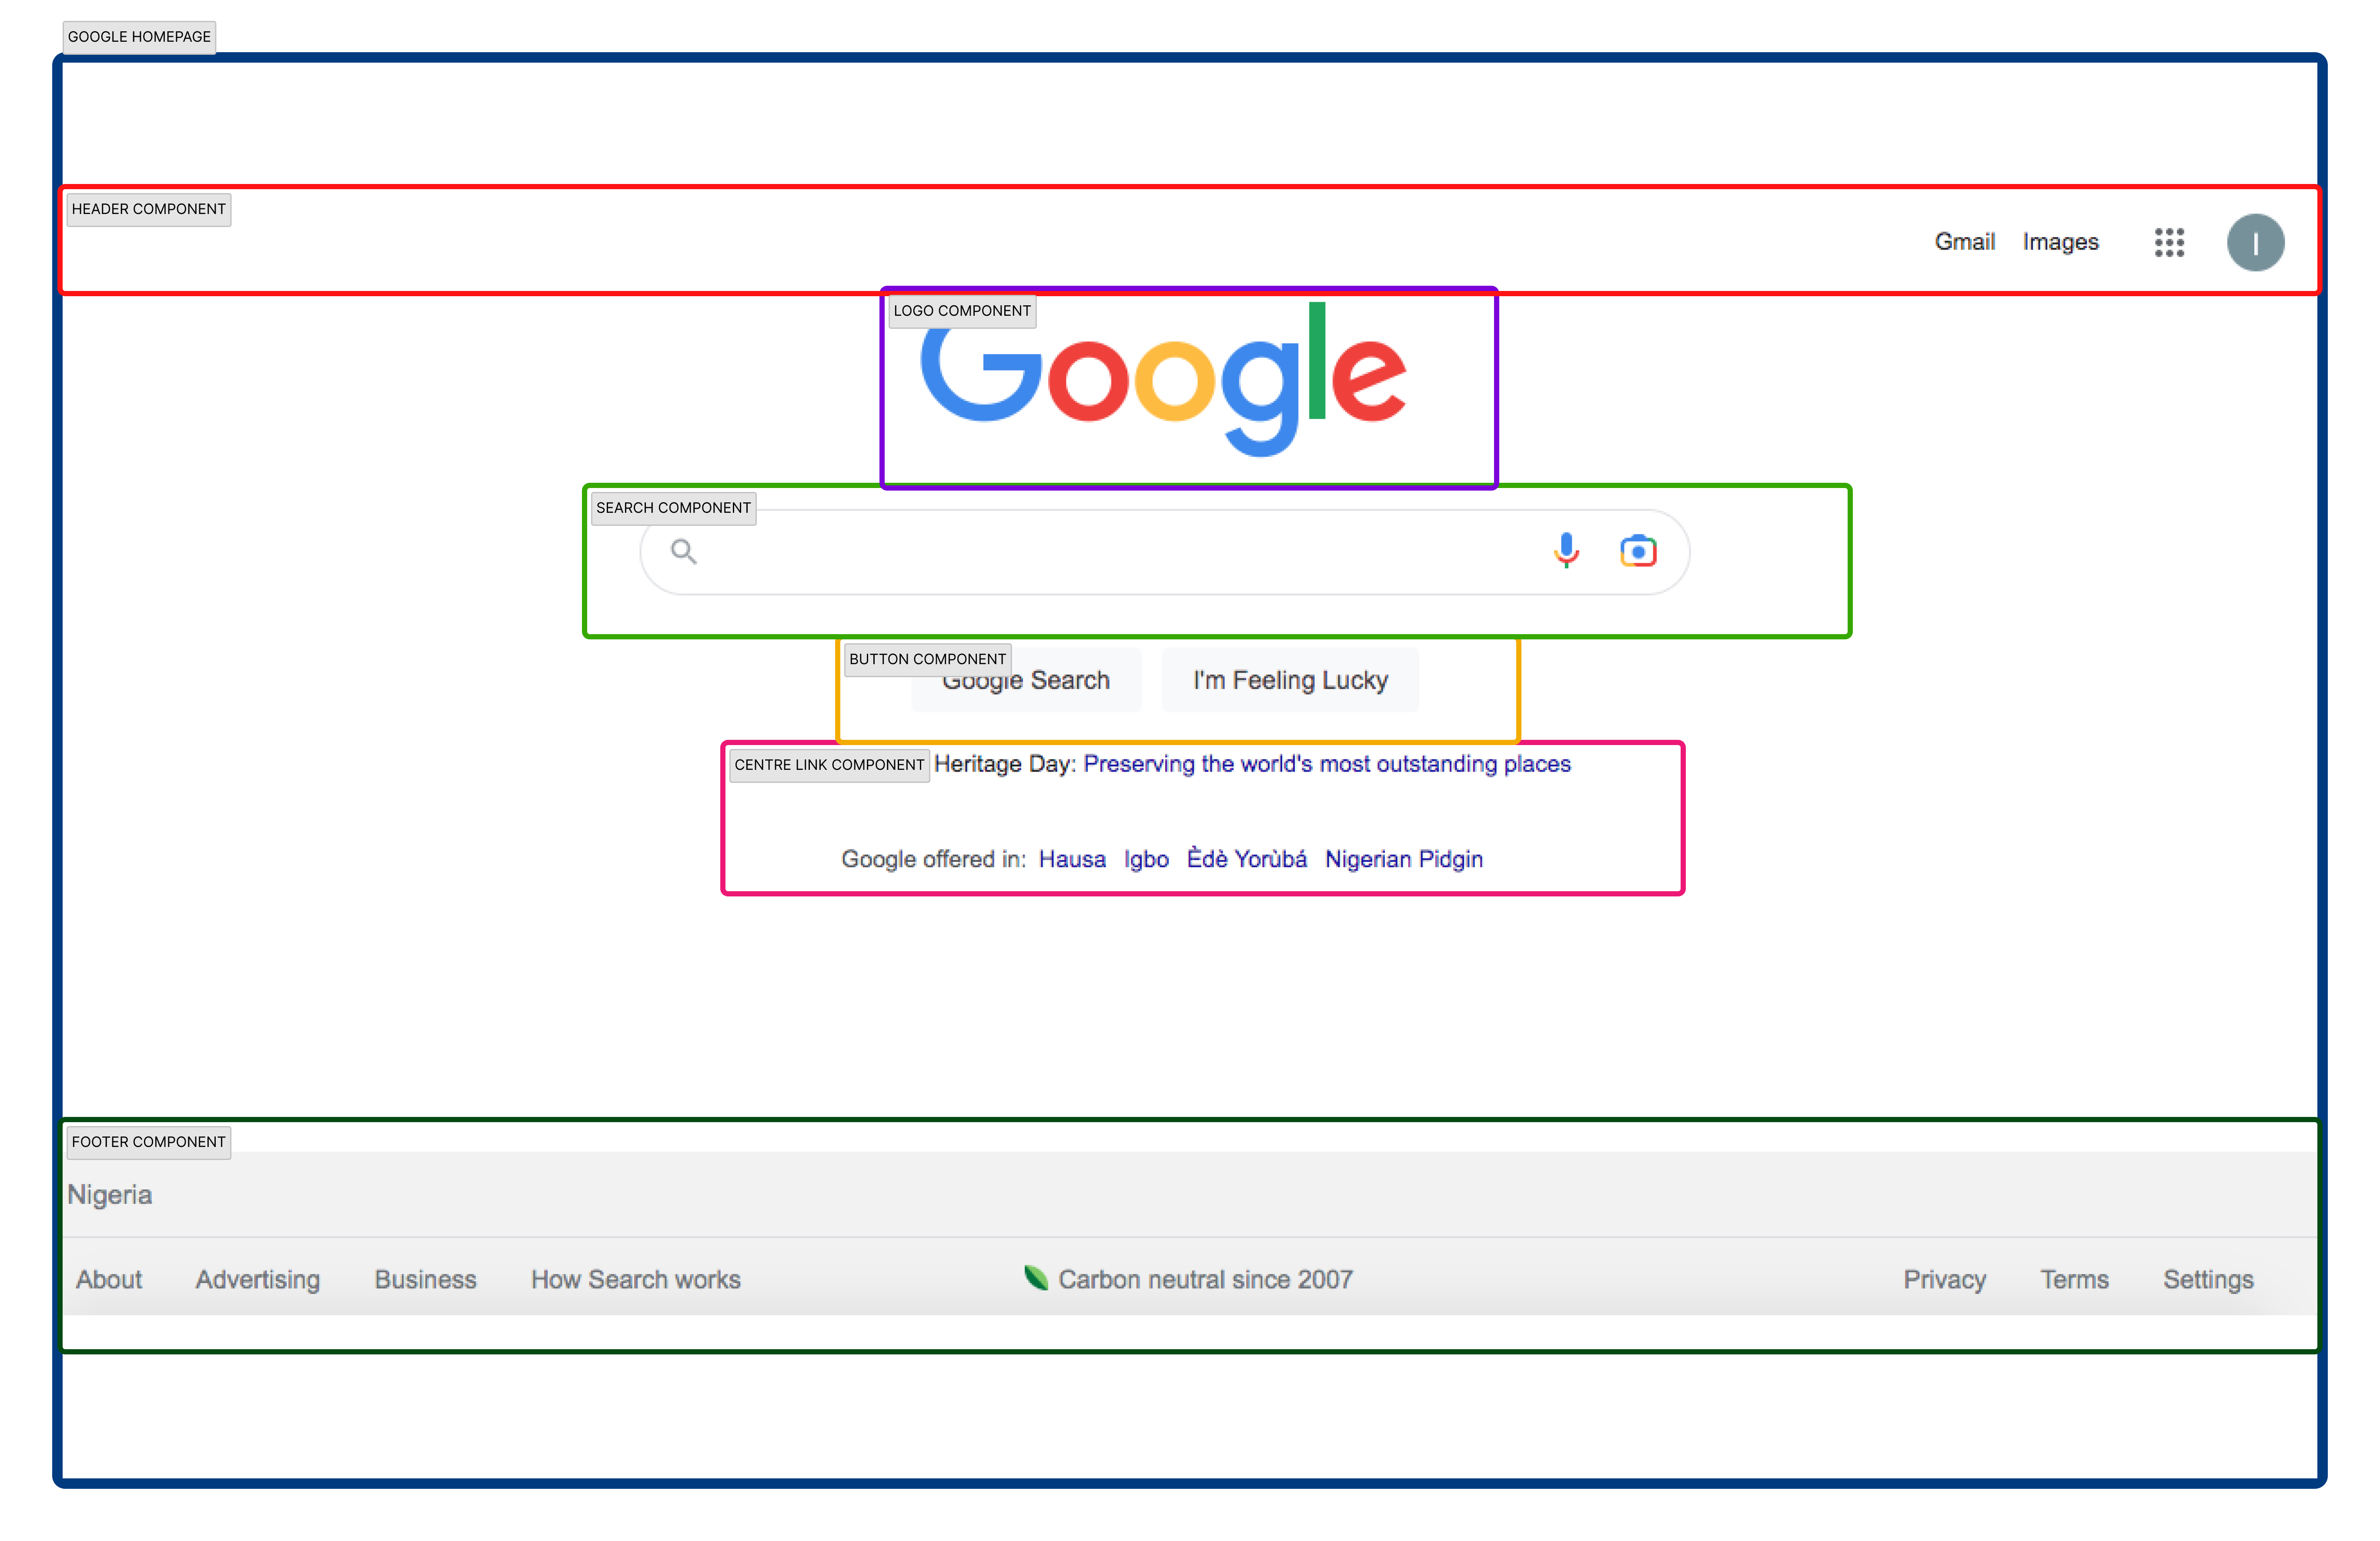 GOOGLE HOMEPAGE
HEADER COMPONENT
Gmail Images
I
LOGO COMPONENT
Google
SEARCH COMPONENT
BUTTON COMPONENT
Google Search I'm Feeling Lucky
CENTRE LINK COMPONENT Heritage Day: Preserving the world's most outstanding places
Google offered in: Hausa Igbo Èdè Yorùbá Nigerian Pidgin
FOOTER COMPONENT
Nigeria
About Advertising Business How Search works Carbon neutral since 2007 Privacy Terms Settings